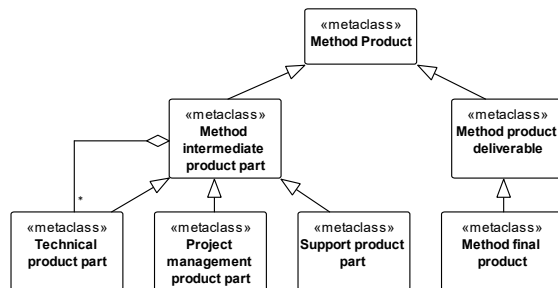 «metaclass»
Method Product
«metaclass»
Method
intermediate
product part
«metaclass»
Method product
deliverable
*
«metaclass»
Technical
product part
«metaclass»
Project
management
product part
«metaclass»
Support product
part
«metaclass»
Method final
product